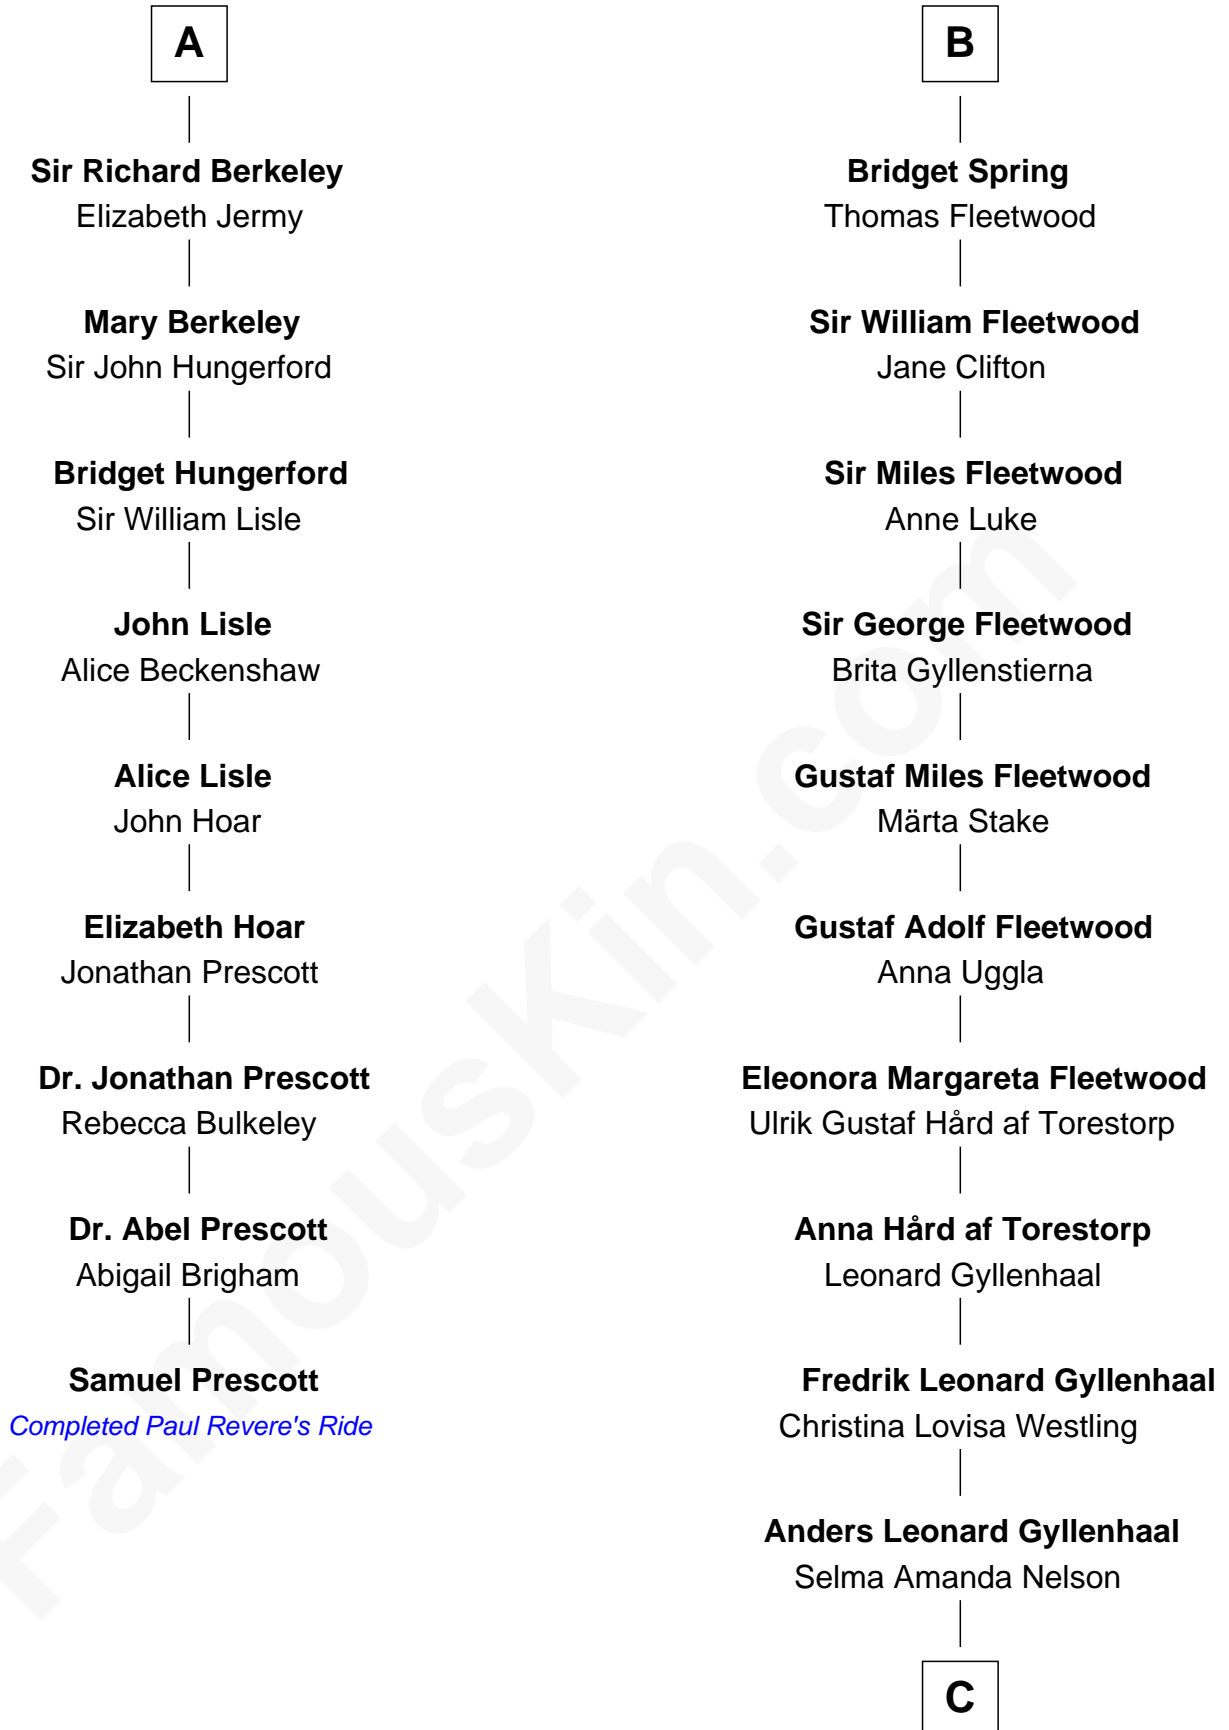 A
Sir Richard Berkeley
Elizabeth Jermy
Mary Berkeley
Sir John Hungerford
Bridget Hungerford
Sir William Lisle
John Lisle
Alice Beckenshaw
Alice Lisle
John Hoar
Elizabeth Hoar
Jonathan Prescott
Dr. Jonathan Prescott
Rebecca Bulkeley
Dr. Abel Prescott
Abigail Brigham
Samuel Prescott
Completed Paul Revere's Ride
B
Bridget Spring
Thomas Fleetwood
Sir William Fleetwood
Jane Clifton
Sir Miles Fleetwood
Anne Luke
Sir George Fleetwood
Brita Gyllenstierna
Gustaf Miles Fleetwood
Märta Stake
Gustaf Adolf Fleetwood
Anna Uggla
Eleonora Margareta Fleetwood
Ulrik Gustaf Hård af Torestorp
Anna Hård af Torestorp
Leonard Gyllenhaal
Fredrik Leonard Gyllenhaal
Christina Lovisa Westling
Anders Leonard Gyllenhaal
Selma Amanda Nelson
C
FamousKin.com